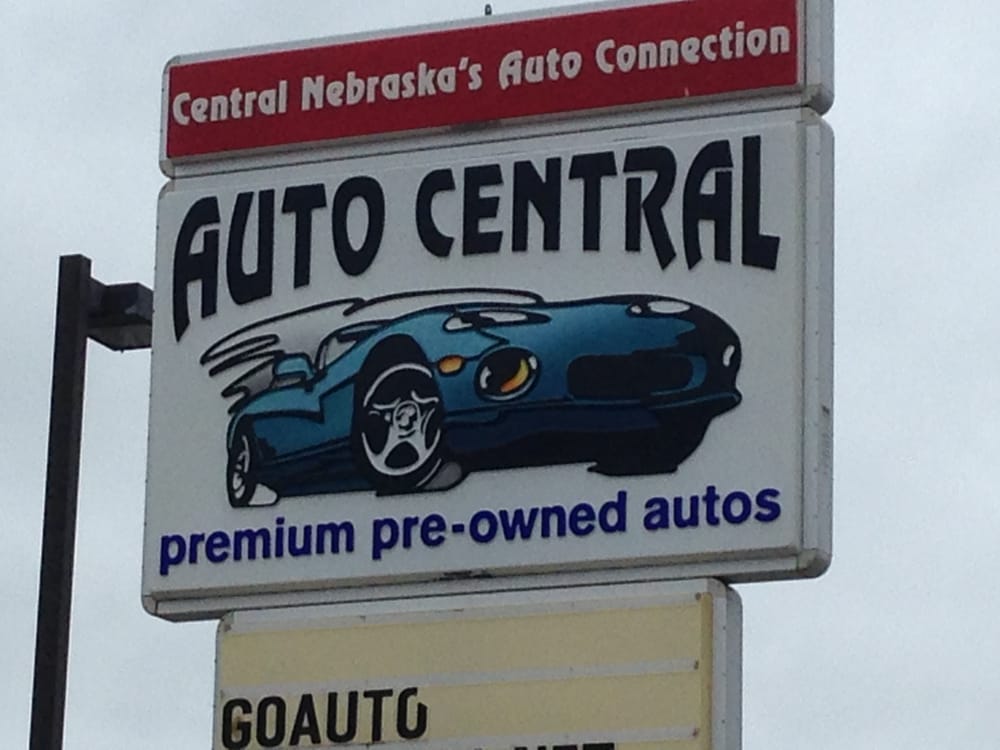 Central Nebraska's Auto Connection
AUTO CENTRAL
premium pre-owned autos
GOAUTO